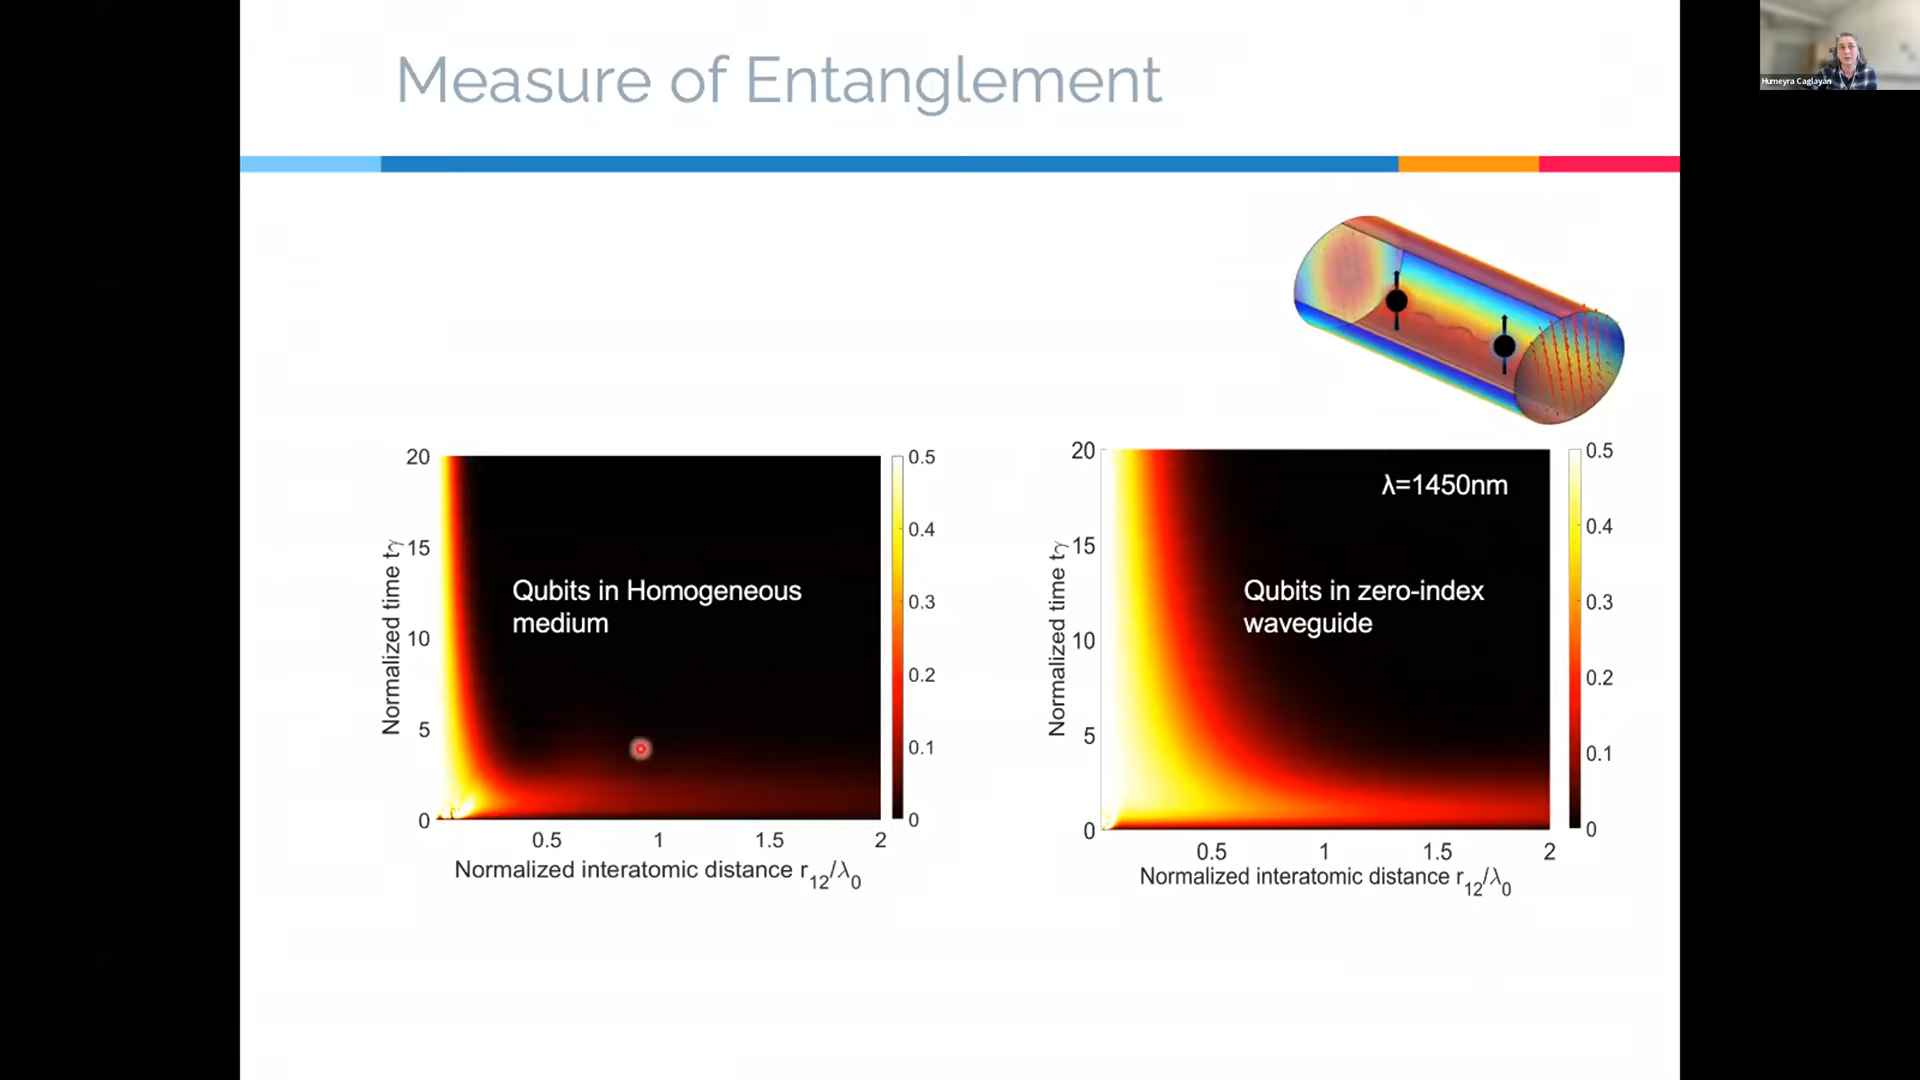 Measure of Entanglement
Humeyra Caglayan
20
15
10
5
0
Normalized time tγ
Qubits in Homogeneous
medium
0.5
0.4
0.3
0.2
0.1
0
0.5 1 1.5 2
Normalized interatomic distance r12/λ0
20
15
10
5
0
Normalized time tγ
λ=1450nm
Qubits in zero-index
waveguide
0.5
0.4
0.3
0.2
0.1
0
0.5 1 1.5 2
Normalized interatomic distance r12/λ0